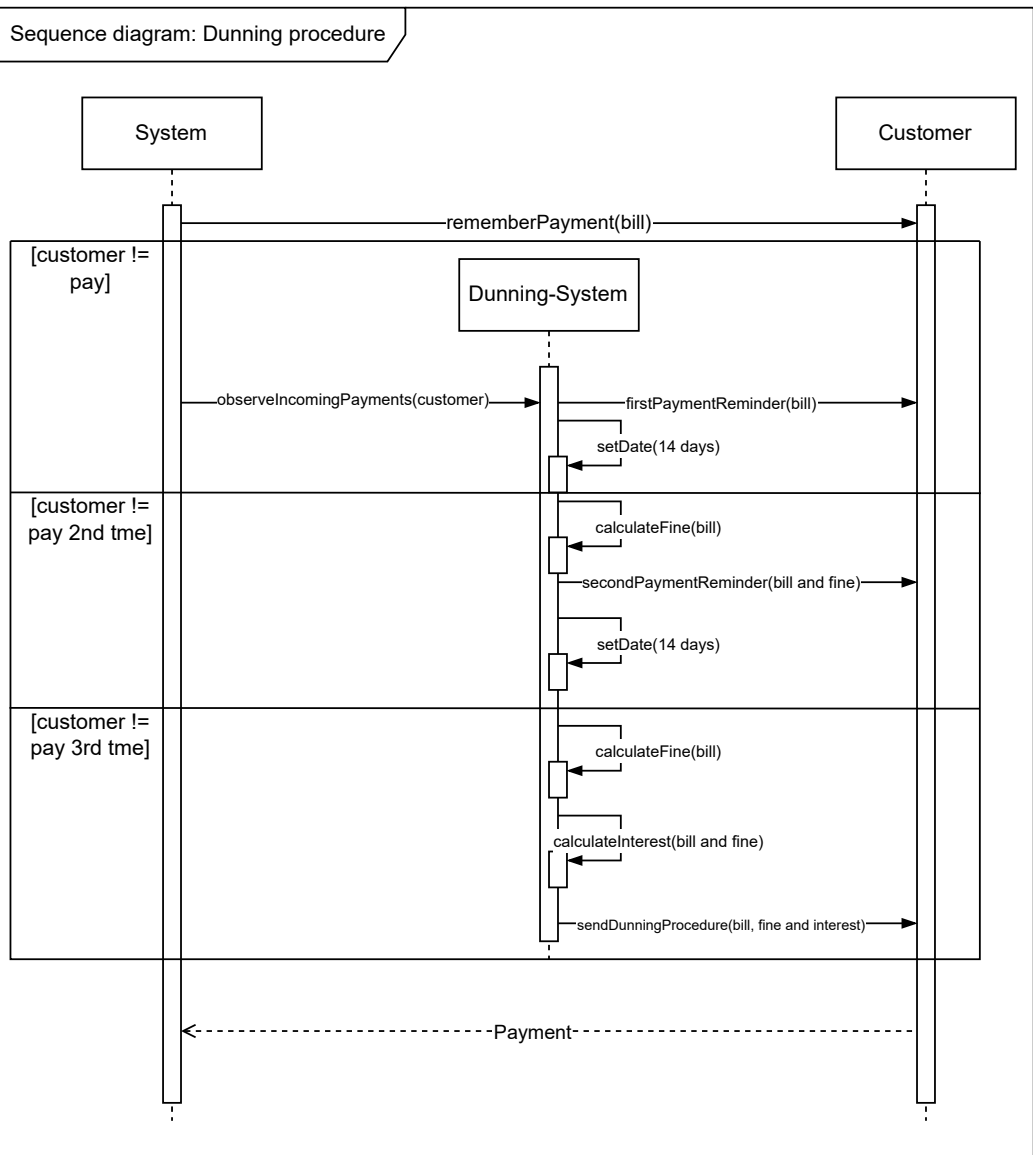 Sequence diagram: Dunning procedure
System
Customer
rememberPayment(bill)
[customer !=
pay]
Dunning-System
observeIncomingPayments(customer)
firstPaymentReminder(bill)
setDate(14 days)
[customer !=
pay 2nd tme]
calculateFine(bill)
secondPaymentReminder(bill and fine)
setDate(14 days)
[customer !=
pay 3rd tme]
calculateFine(bill)
calculateInterest(bill and fine)
sendDunningProcedure(bill, fine and interest)
Payment